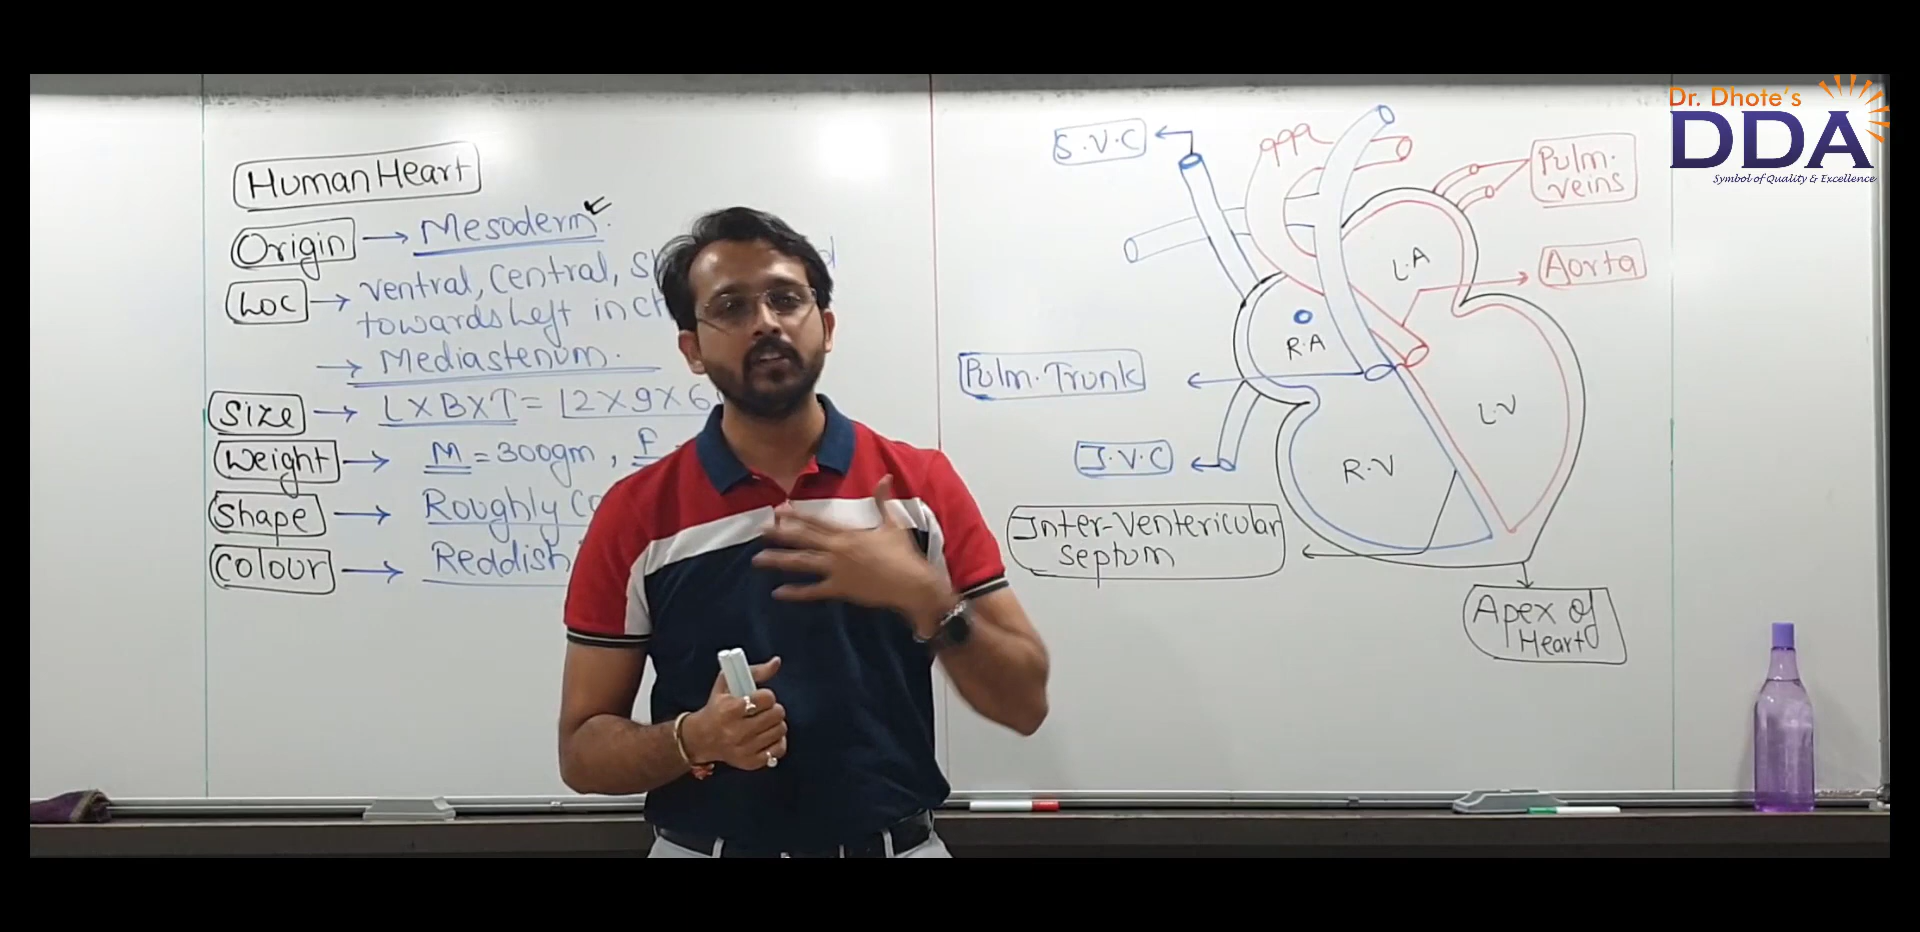 Human Heart
Origin → Mesoderm
Loc → ventral, Central,
towards Left in
→ Mediastenum.
Size → L X B X T = 12 X 9 X 6
Weight → M = 300gm, F
Shape → Roughly
Colour → Reddish
S.V.C
Pulm. Trunk
I.V.C
Inter-Ventericular
Septum
R.A
L.A
R.V
L.V
Pulm.
veins
Aorta
Apex of
Heart
Dr. Dhote's
DDA
Symbol of Quality & Excellence